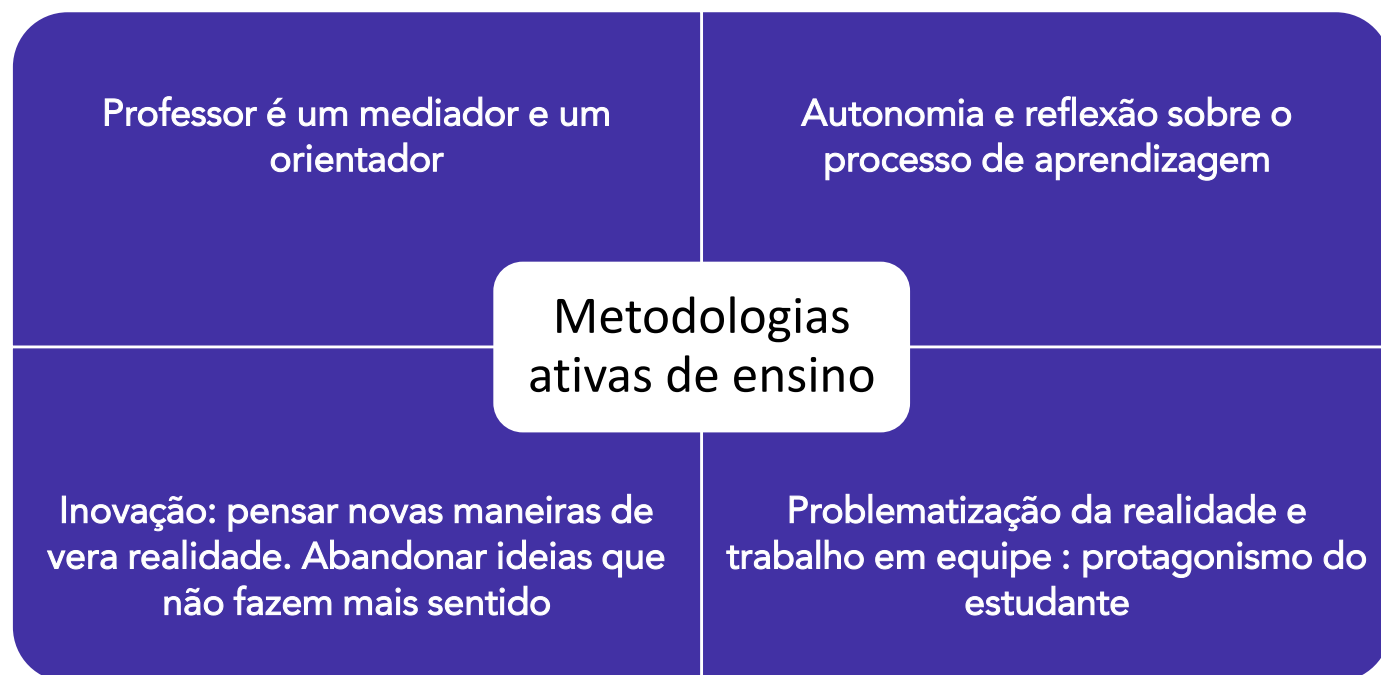 Professor é um mediador e um
orientador
Autonomia e reflexão sobre o
processo de aprendizagem
Metodologias
ativas de ensino
Inovação: pensar novas maneiras de
vera realidade. Abandonar ideias que
não fazem mais sentido
Problematização da realidade e
trabalho em equipe : protagonismo do
estudante